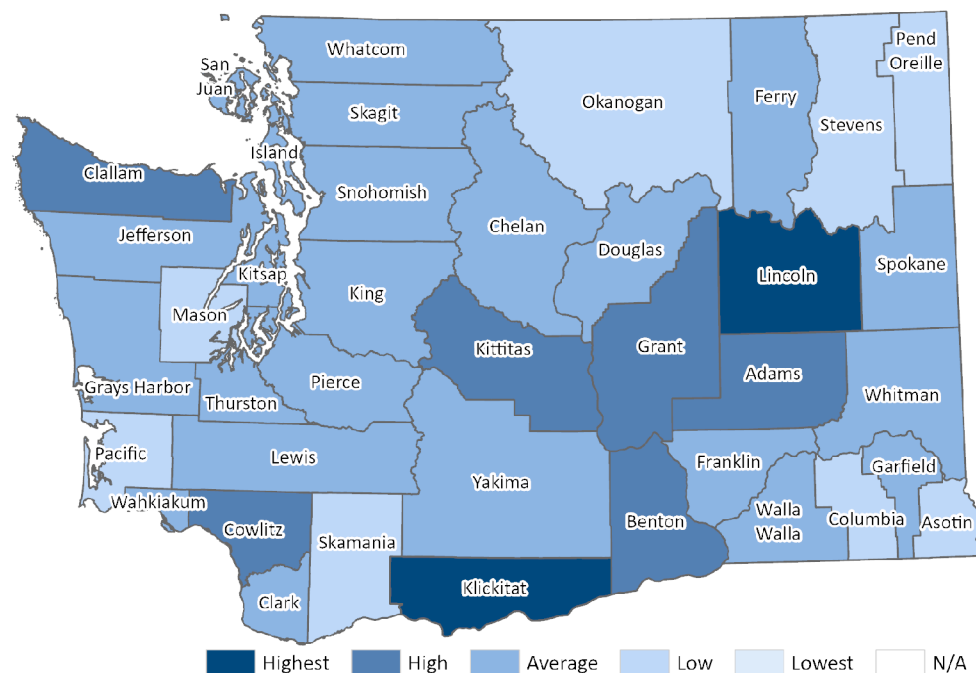 Whatcom
Pend
Oreille
San
Juan
Okanogan
Ferry
Skagit
Stevens
Island
Clallam
Snohomish
Chelan
Jefferson
Douglas
Kitsap
Lincoln
Spokane
King
Mason
Kittitas
Grant
Adams
Pierce
Grays Harbor
Thurston
Whitman
Pacific
Lewis
Franklin
Garfield
Yakima
Wahkiakum
Walla
Walla
Columbia
Asotin
Cowlitz
Skamania
Benton
Klickitat
Clark
Highest High Average Low Lowest N/A